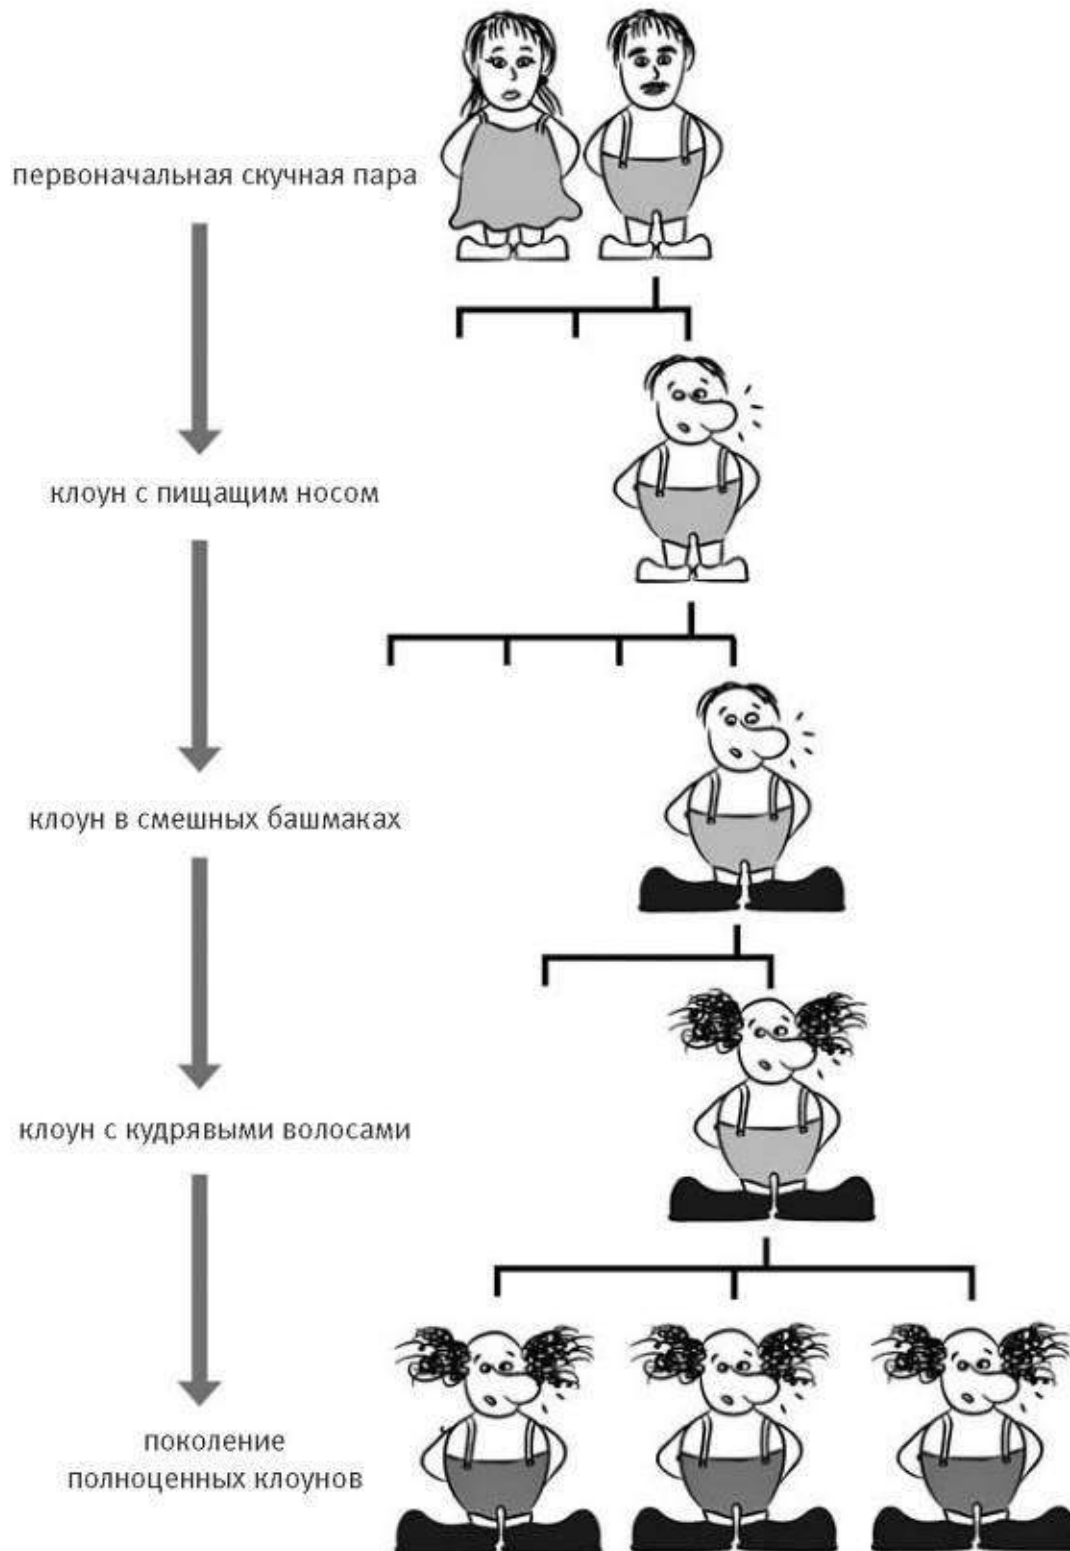 первоначальная скучная пара
клоун с пищащим носом
клоун в смешных башмаках
клоун с кудрявыми волосами
поколение
полноценных клоунов